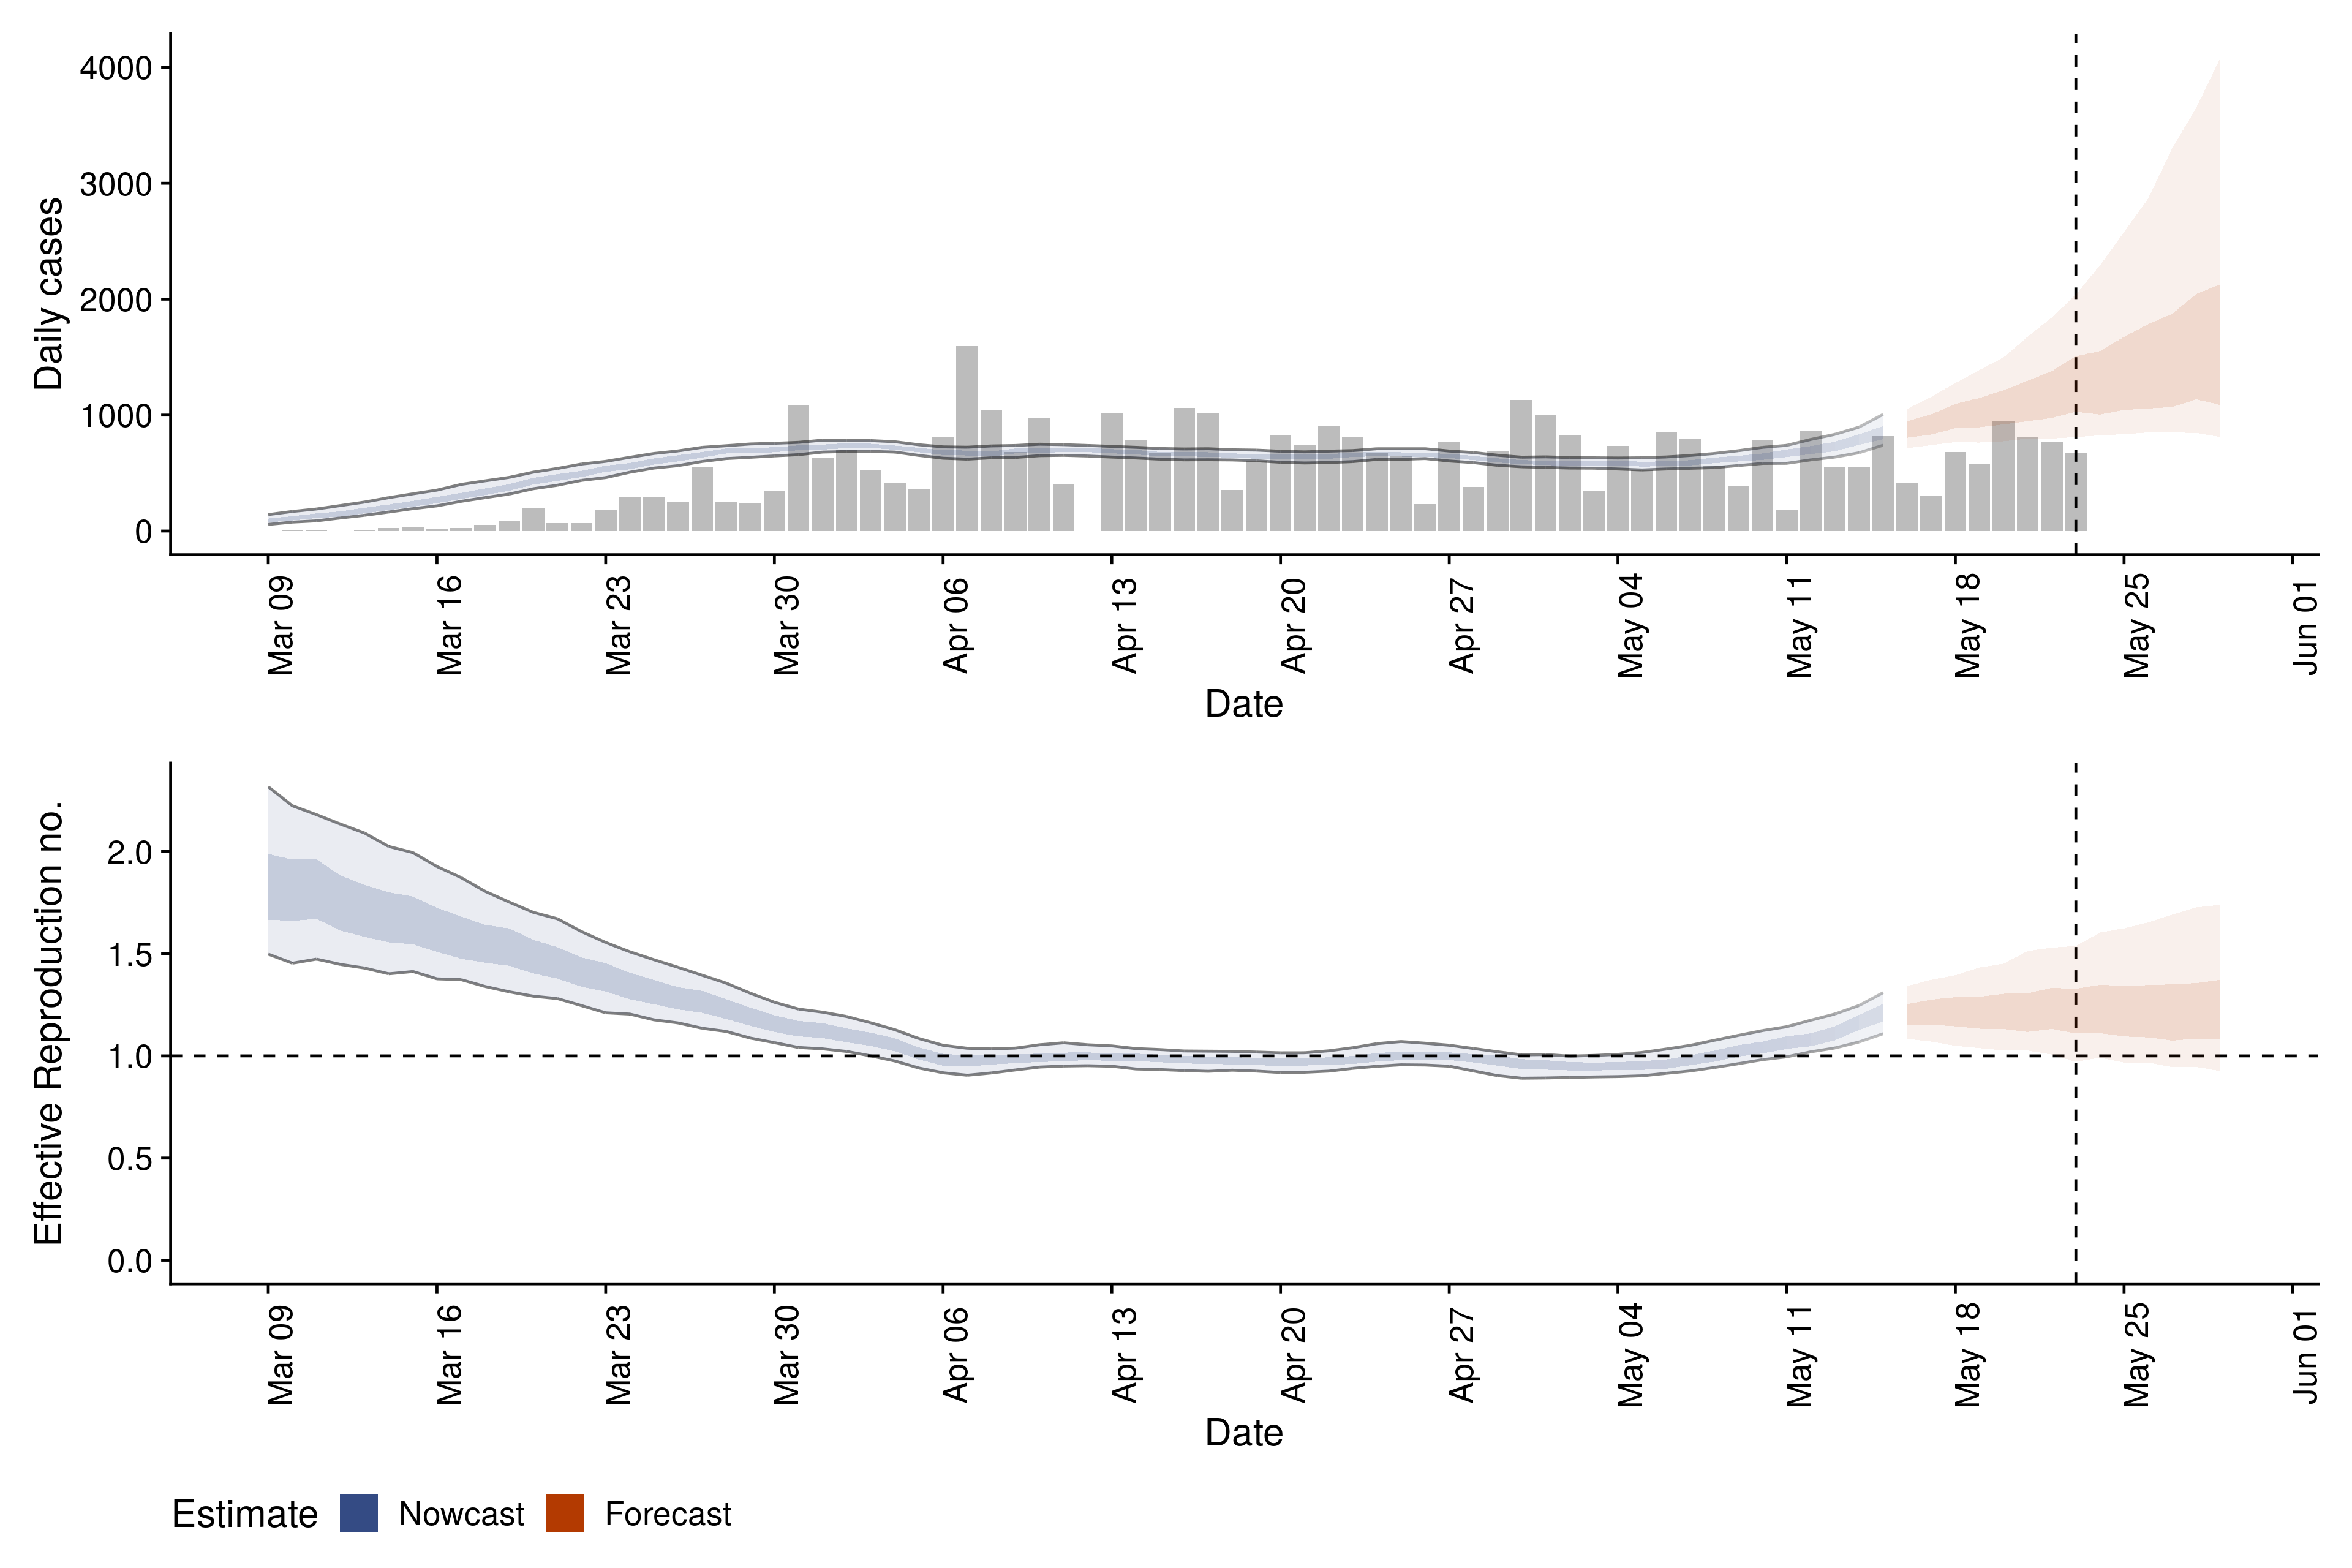 Daily cases
4000
3000
2000
1000
0
Mar 09
Mar 16
Mar 23
Mar 30
Apr 06
Apr 13
Apr 20
Apr 27
May 04
May 11
May 18
May 25
Jun 01
Date
Effective Reproduction no.
2.0
1.5
1.0
0.5
0.0
Mar 09
Mar 16
Mar 23
Mar 30
Apr 06
Apr 13
Apr 20
Apr 27
May 04
May 11
May 18
May 25
Jun 01
Date
Estimate Nowcast Forecast